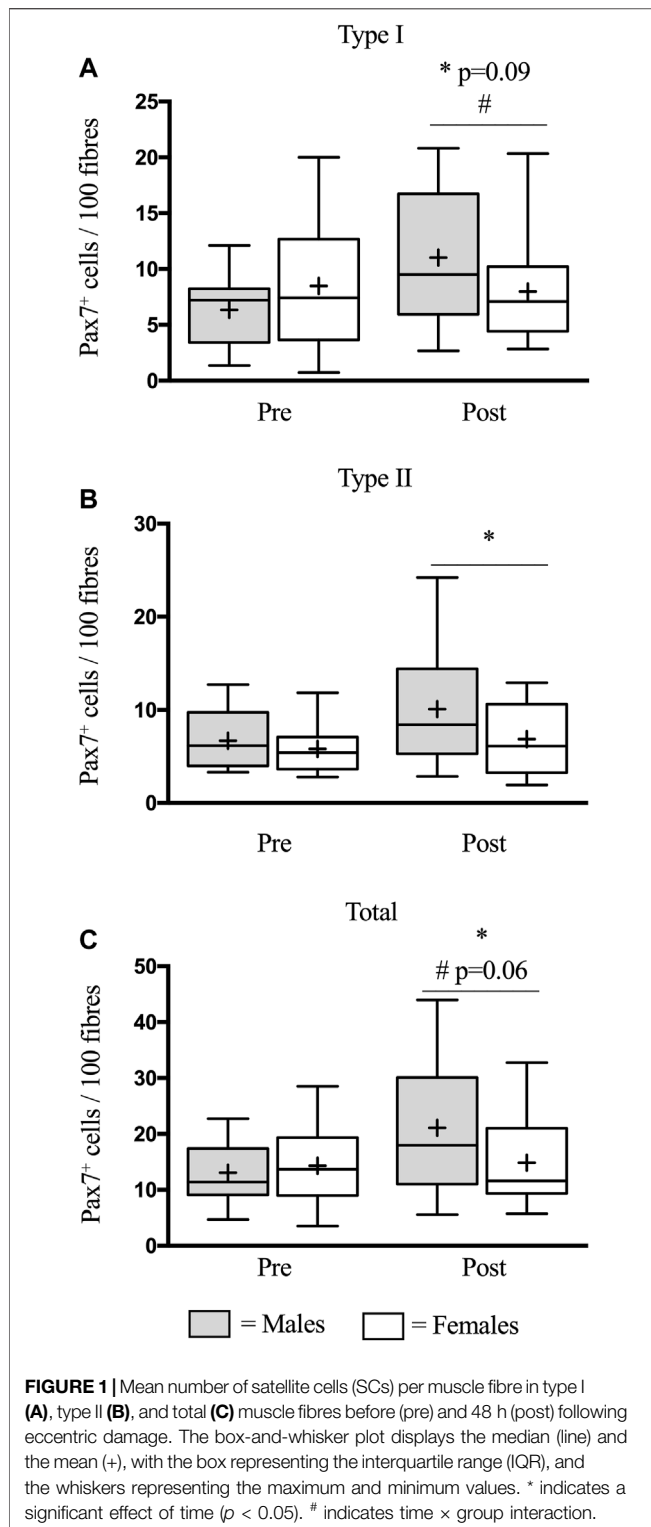 Type I
A
* p=0.09
#
Pax7+ cells / 100 fibres
25
20
15
10
5
0
Pre Post
Type II
B
*
Pax7+ cells / 100 fibres
30
20
10
0
Pre Post
Total
C
*
# p=0.06
Pax7+ cells / 100 fibres
50
40
30
20
10
0
Pre Post
= Males = Females
FIGURE 1 | Mean number of satellite cells (SCs) per muscle fibre in type I
(A), type II (B), and total (C) muscle fibres before (pre) and 48 h (post) following
eccentric damage. The box-and-whisker plot displays the median (line) and
the mean (+), with the box representing the interquartile range (IQR), and
the whiskers representing the maximum and minimum values. * indicates a
significant effect of time (p < 0.05). # indicates time × group interaction.